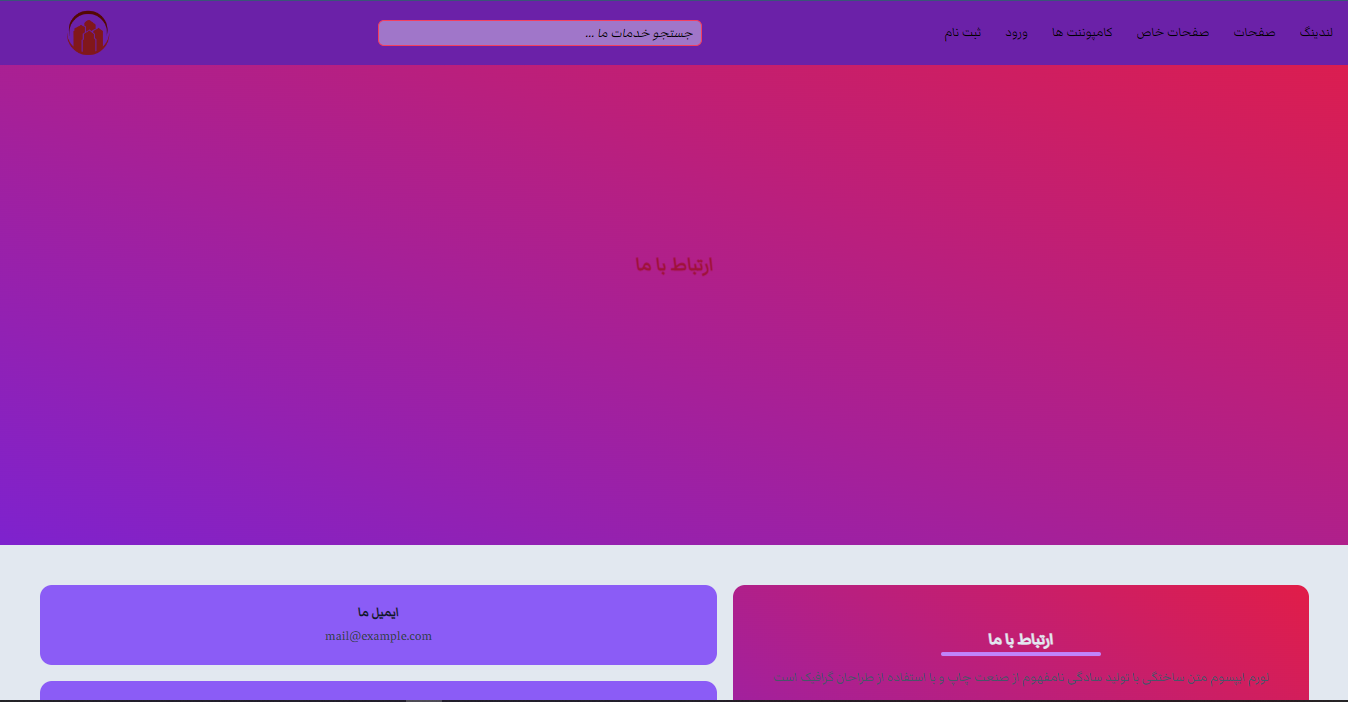 لندینگ صفحات صفحات خاص کامپوننت ها ورود ثبت نام
جستجو خدمات ما ...
ارتباط با ما
ارتباط با ما
لورم ایپسوم متن ساختگی با تولید سادگی نامفهوم از صنعت چاپ و با استفاده از طراحان گرافیک است.
ایمیل ما
mail@example.com